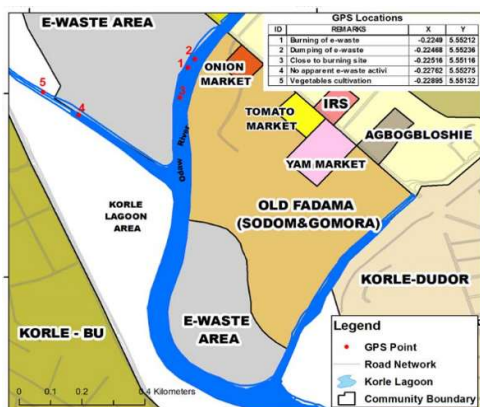 E-WASTE AREA
GPS Locations
ID REMARKS X Y
1 Burning of e-waste -0.2249 5.55212
2 Dumping of e-waste -0.22468 5.55236
3 Close to burning site -0.22516 5.55116
4 No apparent e-waste activi -0.22762 5.55275
5 Vegetables cultivation -0.22895 5.55132
2
1
ONION
MARKET
5
3
4
IRS
TOMATO
MARKET
AGBOGBLOSHIE
YAM MARKET
Odaw River
KORLE
LAGOON
AREA
OLD FADAMA
(SODOM&GOMORA)
KORLE-DUDOR
E-WASTE
AREA
KORLE - BU
Legend
GPS Point
Road Network
Korle Lagoon
Community Boundary
0 0.1 0.2 0.4 Kilometers